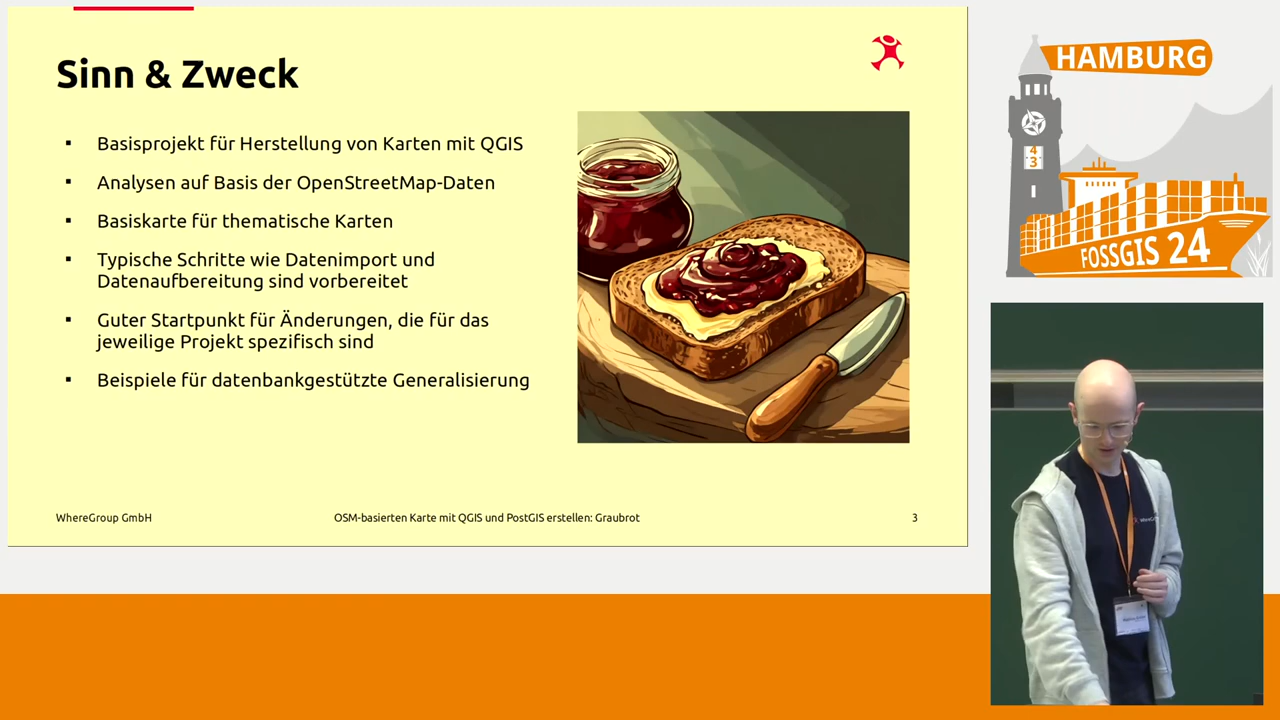 Sinn & Zweck
▪ Basisprojekt für Herstellung von Karten mit QGIS
▪ Analysen auf Basis der OpenStreetMap-Daten
▪ Basiskarte für thematische Karten
▪ Typische Schritte wie Datenimport und
Datenaufbereitung sind vorbereitet
▪ Guter Startpunkt für Änderungen, die für das
jeweilige Projekt spezifisch sind
▪ Beispiele für datenbankgestützte Generalisierung
WhereGroup GmbH
OSM-basierten Karte mit QGIS und PostGIS erstellen: Graubrot
3
HAMBURG
4
3
FOSSGIS 24